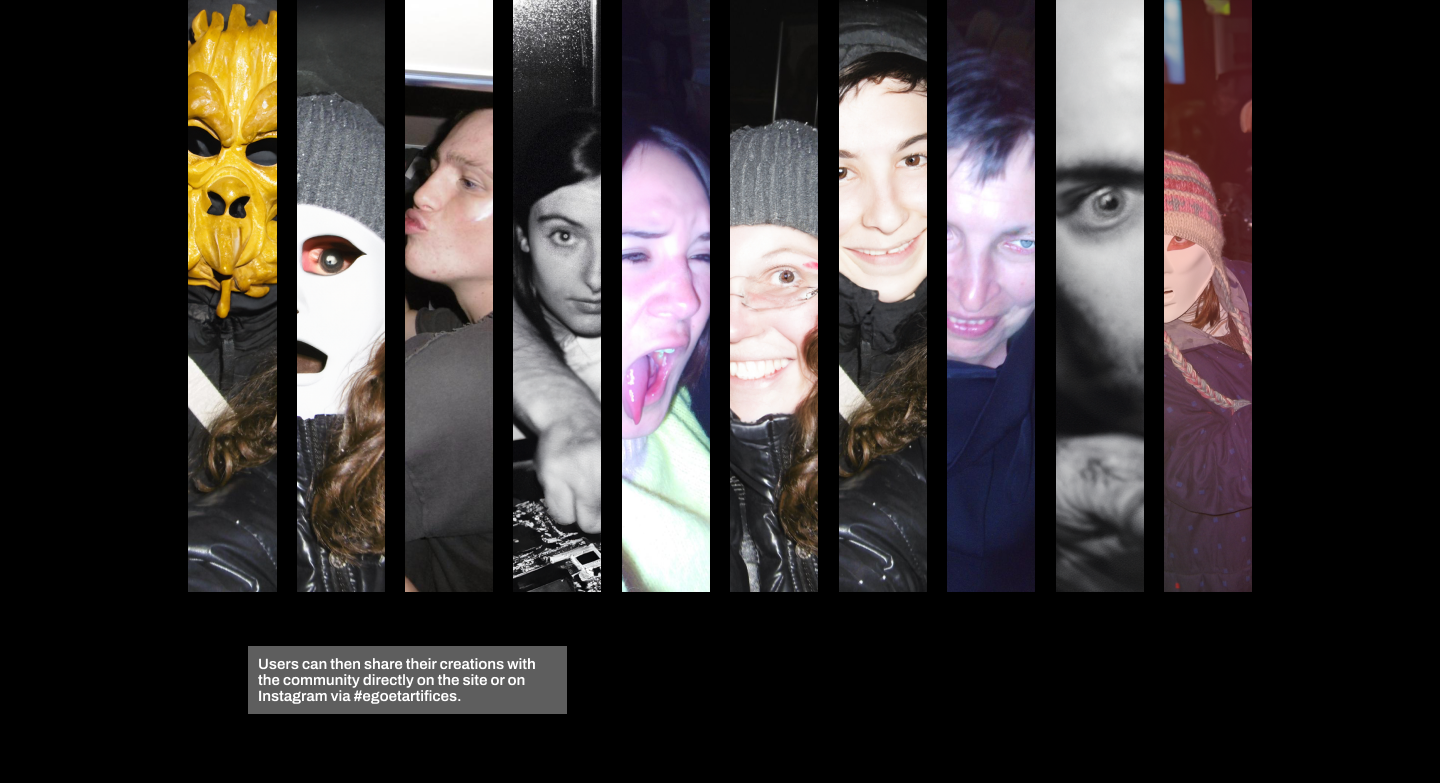 Users can then share their creations with
the community directly on the site or on
Instagram via #egoetartifices.